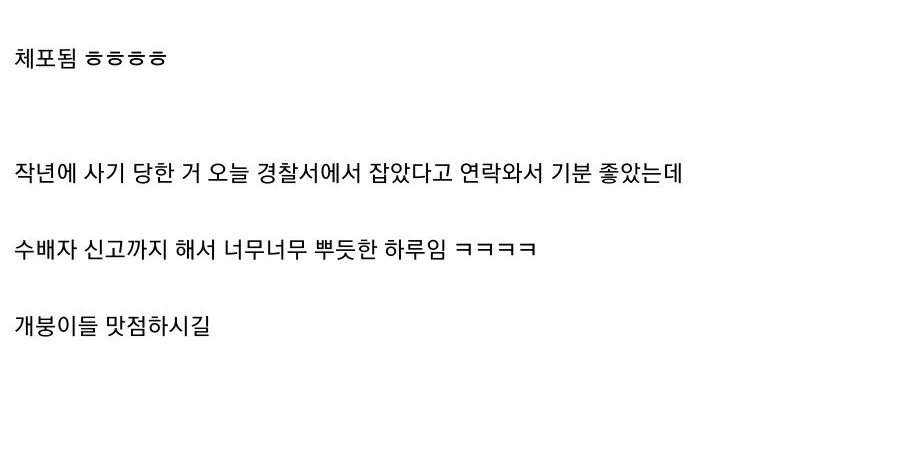 체포됨 ㅎㅎㅎㅎ
작년에 사기 당한 거 오늘 경찰서에서 잡았다고 연락와서 기분 좋았는데
수배자 신고까지 해서 너무너무 뿌듯한 하루임 ㅋㅋㅋㅋ
개붕이들 맛점하시길